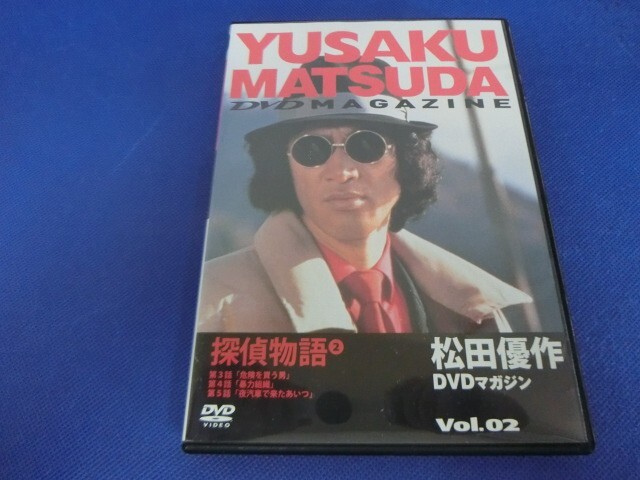 YUSAKU
MATSUDA
DVD MAGAZINE
探偵物語❷
第3話「危険を買う男」
第4話「暴力組織」
第5話「夜汽車で来たあいつ」
DVD
VIDEO
松田優作
DVDマガジン
Vol.02